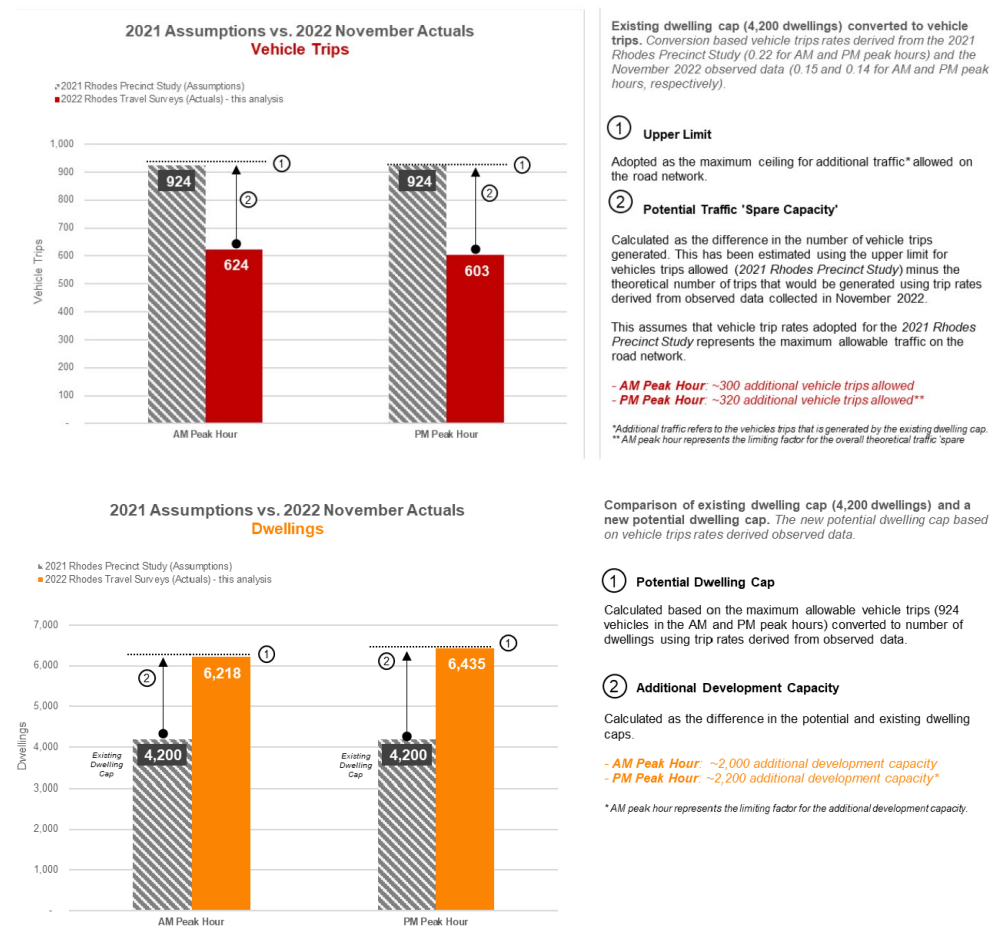 2021 Assumptions vs. 2022 November Actuals
Vehicle Trips
2021 Rhodes Precinct Study (Assumptions)
2022 Rhodes Travel Surveys (Actuals) - this analysis
Vehicle Trips
1,000
900
800
700
600
500
400
300
200
100
-
924
624
1
2
924
603
1
2
AM Peak Hour
PM Peak Hour
Existing dwelling cap (4,200 dwellings) converted to vehicle
trips. Conversion based vehicle trips rates derived from the 2021
Rhodes Precinct Study (0.22 for AM and PM peak hours) and the
November 2022 observed data (0.15 and 0.14 for AM and PM peak
hours, respectively).
1 Upper Limit
Adopted as the maximum ceiling for additional traffic* allowed on
the road network.
2 Potential Traffic 'Spare Capacity'
Calculated as the difference in the number of vehicle trips
generated. This has been estimated using the upper limit for
vehicles trips allowed (2021 Rhodes Precinct Study) minus the
theoretical number of trips that would be generated using trip rates
derived from observed data collected in November 2022.
This assumes that vehicle trip rates adopted for the 2021 Rhodes
Precinct Study represents the maximum allowable traffic on the
road network.
- AM Peak Hour: ~300 additional vehicle trips allowed
- PM Peak Hour: ~320 additional vehicle trips allowed**
*Additional traffic refers to the vehicles trips that is generated by the existing dwelling cap.
** AM peak hour represents the limiting factor for the overall theoretical traffic 'spare
2021 Assumptions vs. 2022 November Actuals
Dwellings
2021 Rhodes Precinct Study (Assumptions)
2022 Rhodes Travel Surveys (Actuals) - this analysis
Dwellings
7,000
6,000
5,000
4,000
3,000
2,000
1,000
-
Existing
Dwelling
Cap
4,200
6,218
1
2
Existing
Dwelling
Cap
4,200
6,435
1
2
AM Peak Hour
PM Peak Hour
Comparison of existing dwelling cap (4,200 dwellings) and a
new potential dwelling cap. The new potential dwelling cap based
on vehicle trips rates derived observed data.
1 Potential Dwelling Cap
Calculated based on the maximum allowable vehicle trips (924
vehicles in the AM and PM peak hours) converted to number of
dwellings using trip rates derived from observed data.
2 Additional Development Capacity
Calculated as the difference in the potential and existing dwelling
caps.
- AM Peak Hour: ~2,000 additional development capacity
- PM Peak Hour: ~2,200 additional development capacity*
* AM peak hour represents the limiting factor for the additional development capacity.